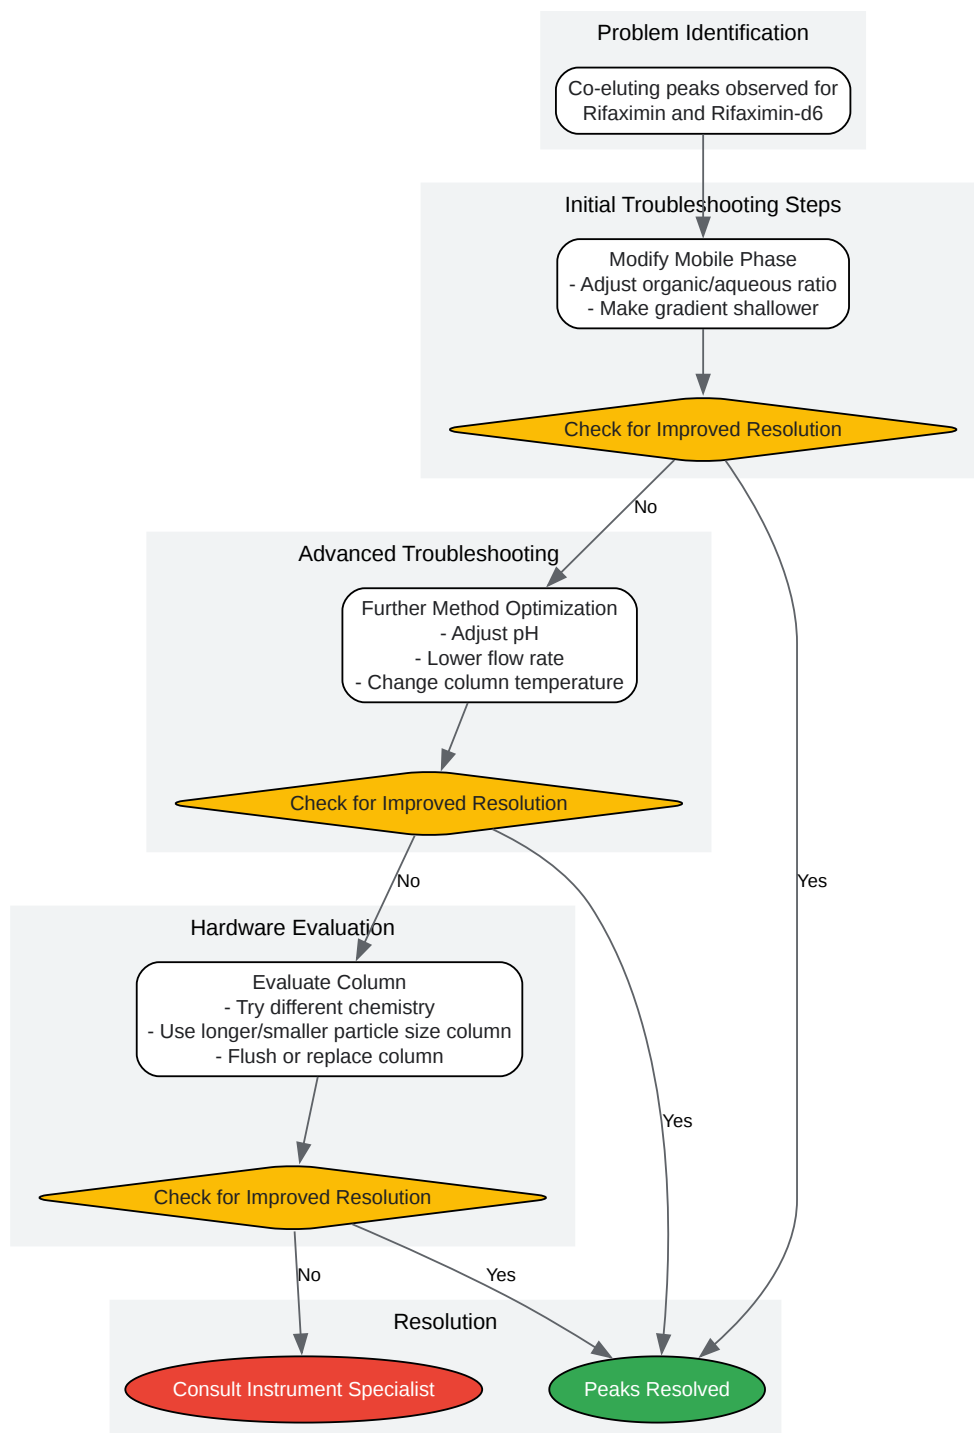 Problem Identification
Co-eluting peaks observed for
Rifaximin and Rifaximin-d6
Initial Troubleshooting Steps
Modify Mobile Phase
- Adjust organic/aqueous ratio
- Make gradient shallower
Check for Improved Resolution
No
Advanced Troubleshooting
Further Method Optimization
- Adjust pH
- Lower flow rate
- Change column temperature
Check for Improved Resolution
No
Yes
Hardware Evaluation
Evaluate Column
- Try different chemistry
- Use longer/smaller particle size column
- Flush or replace column
Yes
Check for Improved Resolution
No
Yes
Resolution
Consult Instrument Specialist
Peaks Resolved